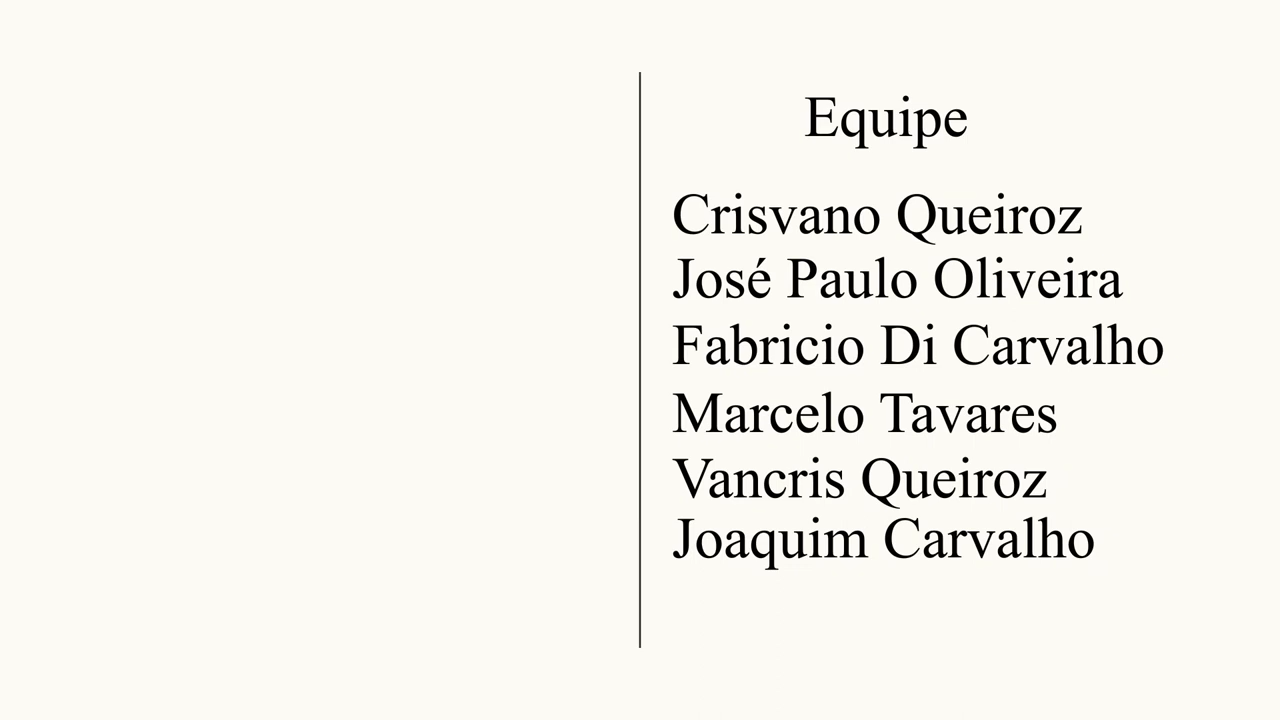 Equipe
Crisvano Queiroz
José Paulo Oliveira
Fabricio Di Carvalho
Marcelo Tavares
Vancris Queiroz
Joaquim Carvalho